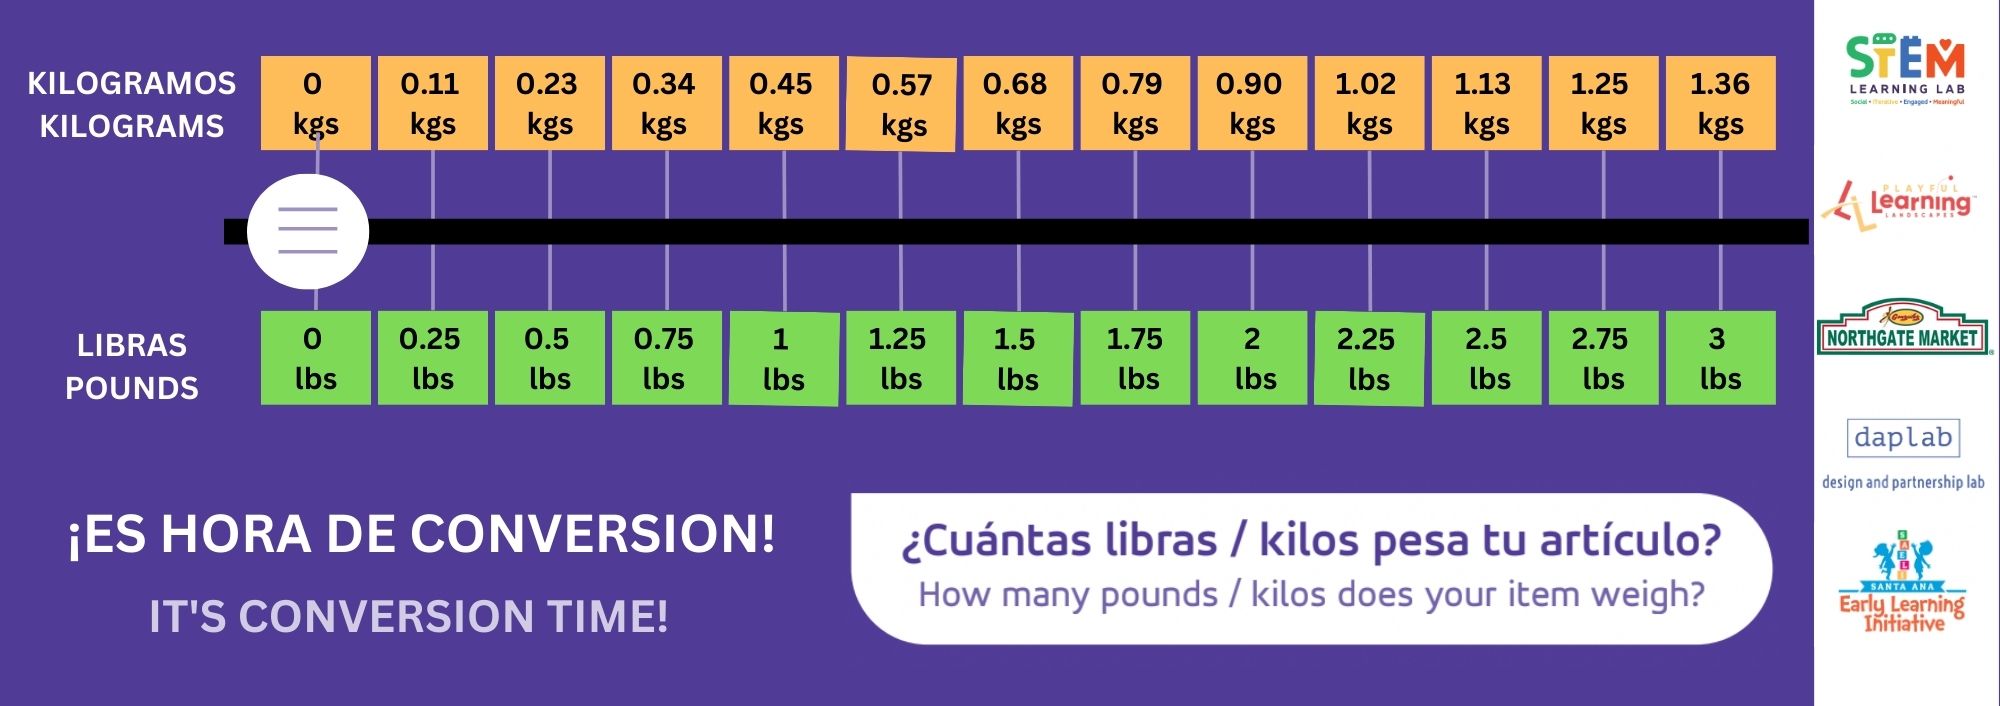 KILOGRAMOS
KILOGRAMS
0 kgs
0.11 kgs
0.23 kgs
0.34 kgs
0.45 kgs
0.57 kgs
0.68 kgs
0.79 kgs
0.90 kgs
1.02 kgs
1.13 kgs
1.25 kgs
1.36 kgs
LIBRAS
POUNDS
0 lbs
0.25 lbs
0.5 lbs
0.75 lbs
1 lbs
1.25 lbs
1.5 lbs
1.75 lbs
2 lbs
2.25 lbs
2.5 lbs
2.75 lbs
3 lbs
¡ES HORA DE CONVERSION!
IT'S CONVERSION TIME!
¿Cuántas libras / kilos pesa tu artículo?
How many pounds / kilos does your item weigh?
STEM
LEARNING LAB
Social • iTerative • Engaged • Meaningful
PLAYFUL
Learning™
LANDSCAPES
Gonzalez
NORTHGATE MARKET®
daplab
design and partnership lab
SAELI
SANTA ANA
Early Learning
Initiative